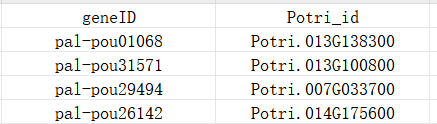 geneID Potri_id
pal-pou01068 Potri.013G138300
pal-pou31571 Potri.013G100800
pal-pou29494 Potri.007G033700
pal-pou26142 Potri.014G175600